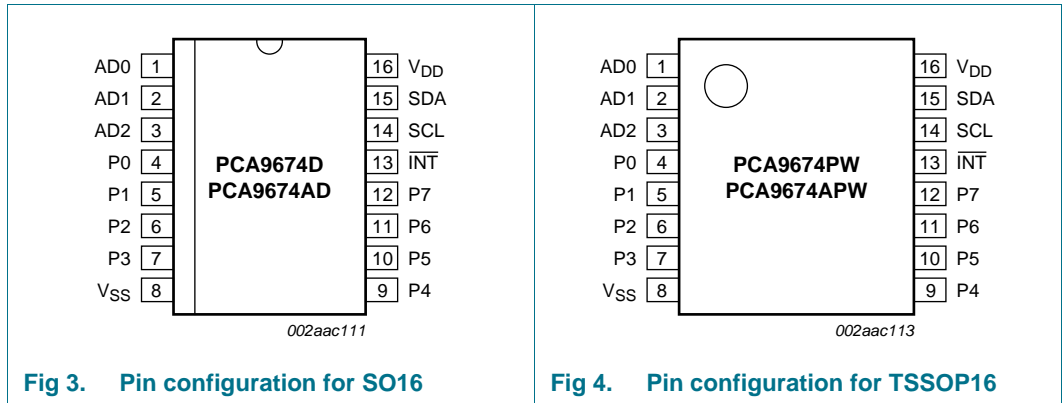 AD0 1
AD1 2
AD2 3
P0 4
P1 5
P2 6
P3 7
VSS 8
PCA9674D
PCA9674AD
16 VDD
15 SDA
14 SCL
13 INT
12 P7
11 P6
10 P5
9 P4
002aac111
Fig 3. Pin configuration for SO16
AD0 1
AD1 2
AD2 3
P0 4
P1 5
P2 6
P3 7
VSS 8
PCA9674PW
PCA9674APW
16 VDD
15 SDA
14 SCL
13 INT
12 P7
11 P6
10 P5
9 P4
002aac113
Fig 4. Pin configuration for TSSOP16